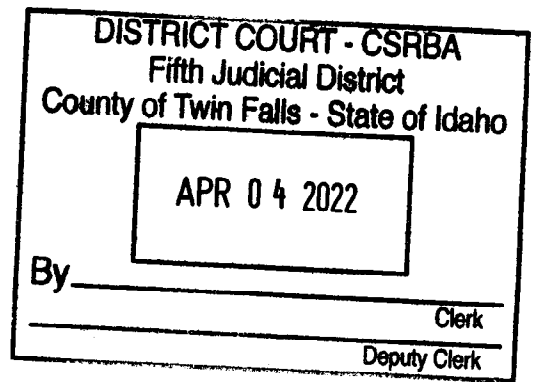 DISTRICT COURT - CSRBA
Fifth Judicial District
County of Twin Falls - State of Idaho
APR 04 2022
By
Clerk
Deputy Clerk